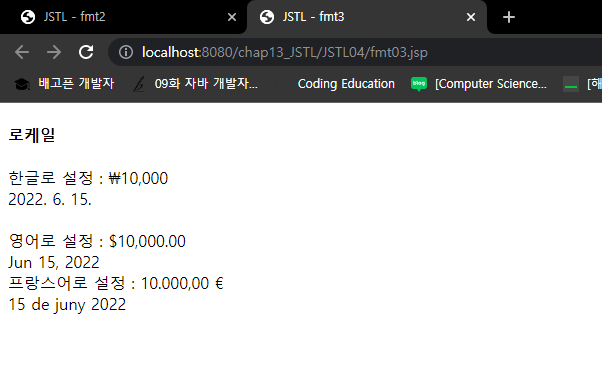 JSTL - fmt2
JSTL - fmt3
localhost:8080/chap13_JSTL/JSTL04/fmt03.jsp
배고픈 개발자
09화 자바 개발자...
Coding Education
blog
[Computer Science...
[해
로케일
한글로 설정 : ₩10,000
2022. 6. 15.
영어로 설정 : $10,000.00
Jun 15, 2022
프랑스어로 설정 : 10.000,00 €
15 de juny 2022